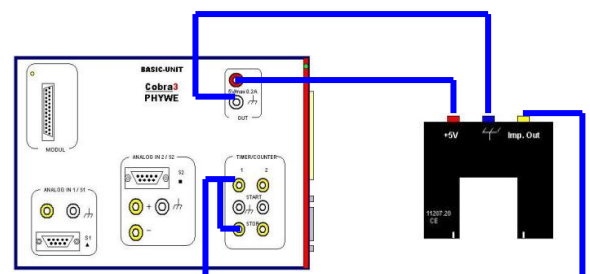 BASIC-UNIT
Cobra3
PHYWE
5V/max 0.2A
OUT
MODUL
ANALOG IN 2 / S2
S2
+
−
ANALOG IN 1 / S1
S1
TIMER/COUNTER
1 2
START
STOP
+5V
Imp. Out
11207.20
CE